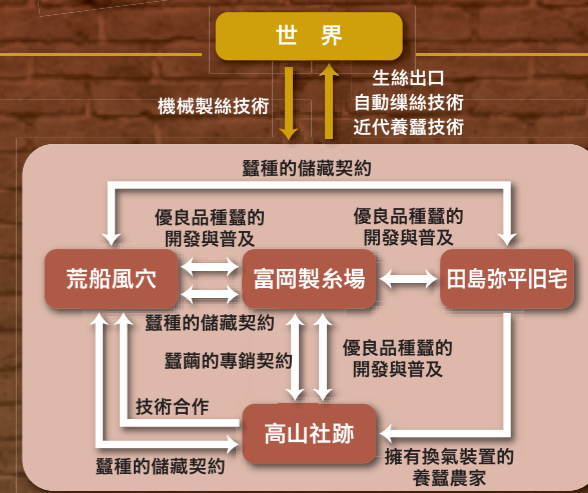 世 界
機械製絲技術
生絲出口
自動缫絲技術
近代養蠶技術
蠶種的儲藏契約
優良品種蠶的
開發與普及
優良品種蠶的
開發與普及
荒船風穴
富岡製糸場
田島弥平旧宅
蠶種的儲藏契約
蠶繭的專銷契約
優良品種蠶的
開發與普及
技術合作
高山社跡
蠶種的儲藏契約
擁有換氣裝置的
養蠶農家